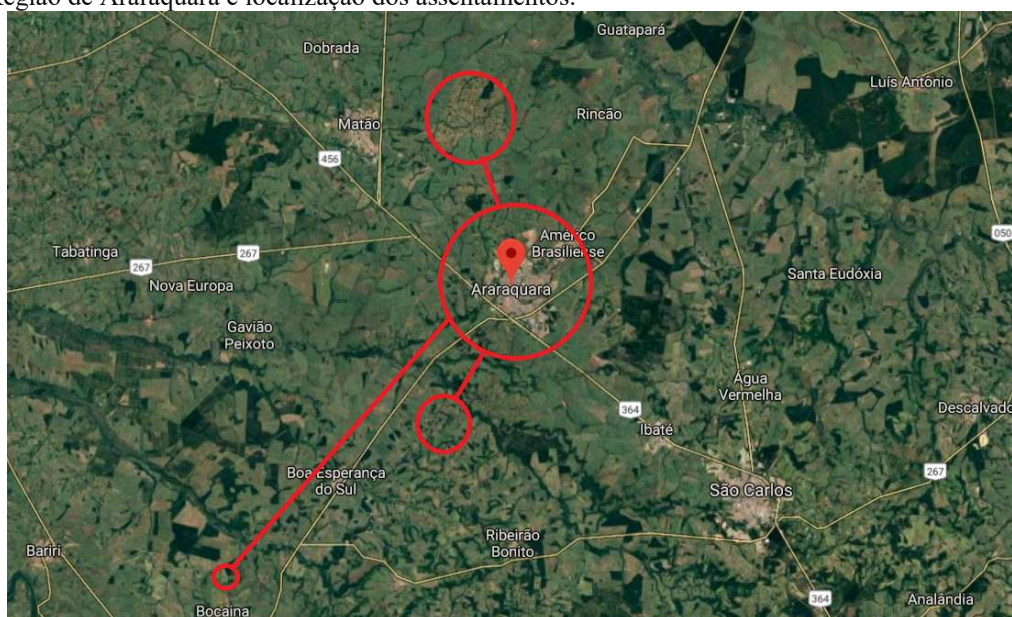 Região de Araraquara e localização dos assentamentos.
Guatapará
Dobrada
Luís Antônio
Rincão
Matão
456
Américo
Brasiliense
050
Tabatinga
267
267
Santa Eudóxia
Nova Europa
Araraquara
Gavião
Peixoto
Água
Vermelha
364
Descalvado
Ibaté
267
Boa Esperança
do Sul
São Carlos
Ribeirão
Bonito
Bariri
364
Analândia
Bocaina